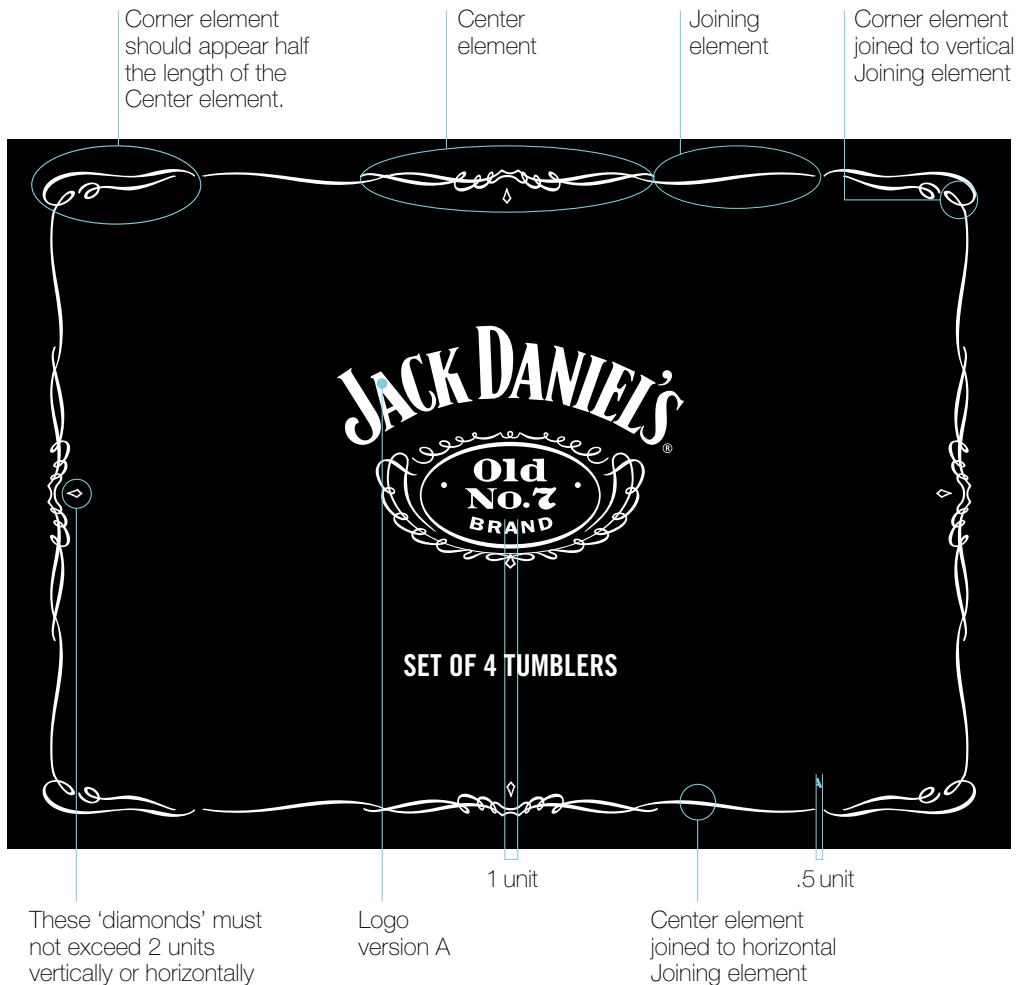 Corner element
should appear half
the length of the
Center element.
Center
element
Joining
element
Corner element
joined to vertical
Joining element
JACK DANIEL'S
®
Old
No.7
BRAND
SET OF 4 TUMBLERS
1 unit
.5 unit
These ‘diamonds’ must
not exceed 2 units
vertically or horizontally
Logo
version A
Center element
joined to horizontal
Joining element